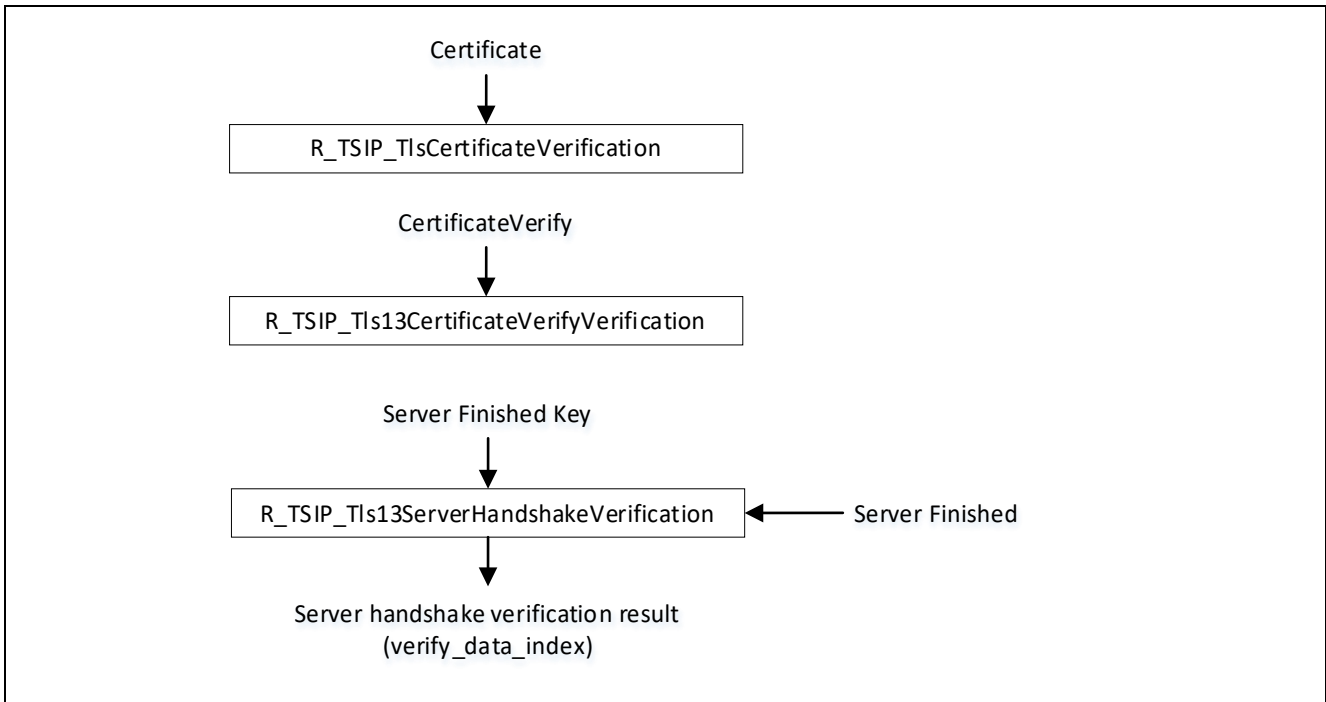 Certificate
R_TSIP_TlsCertificateVerification
CertificateVerify
R_TSIP_Tls13CertificateVerifyVerification
Server Finished Key
R_TSIP_Tls13ServerHandshakeVerification
Server Finished
Server handshake verification result
(verify_data_index)